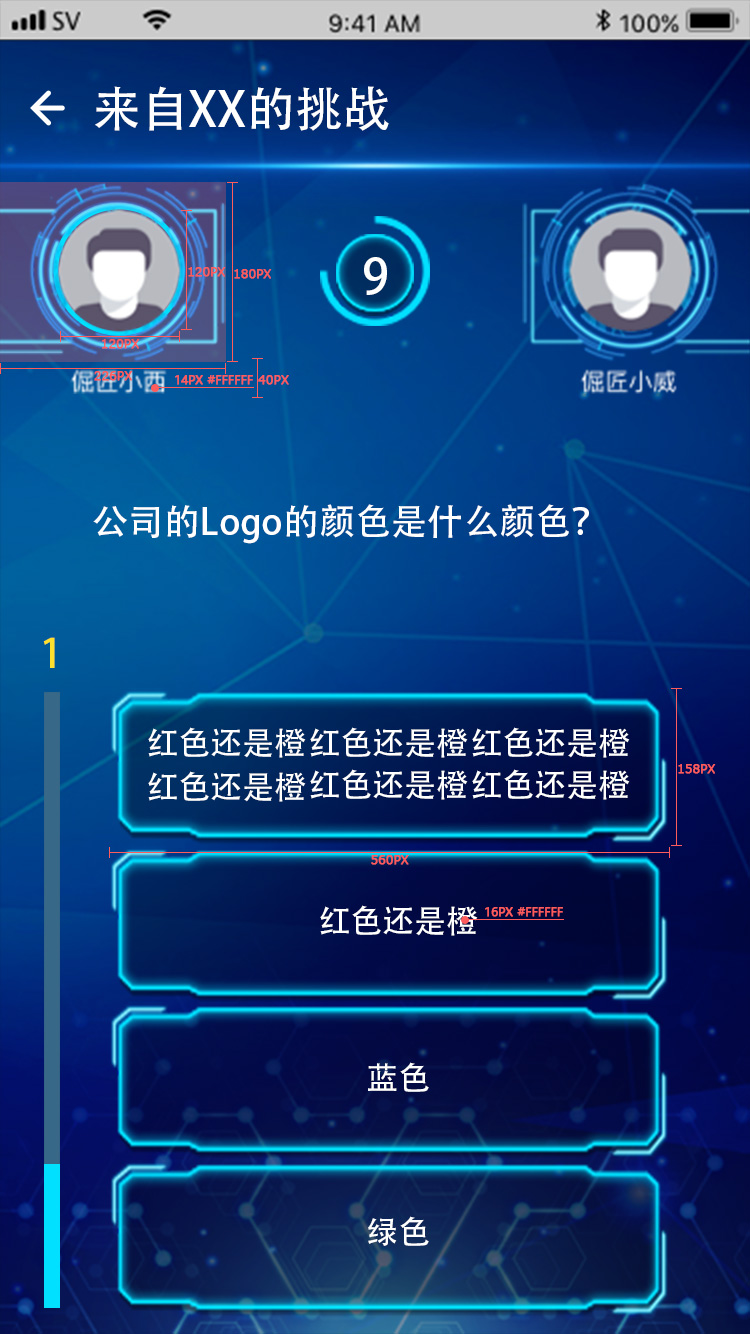 SV 9:41 AM 100%
来自XX的挑战
9
120PX
180PX
120PX
226PX
倔匠小西
14PX #FFFFFF
40PX
倔匠小威
公司的Logo的颜色是什么颜色?
1
红色还是橙红色还是橙红色还是橙
红色还是橙红色还是橙红色还是橙
158PX
560PX
红色还是橙
16PX #FFFFFF
蓝色
绿色